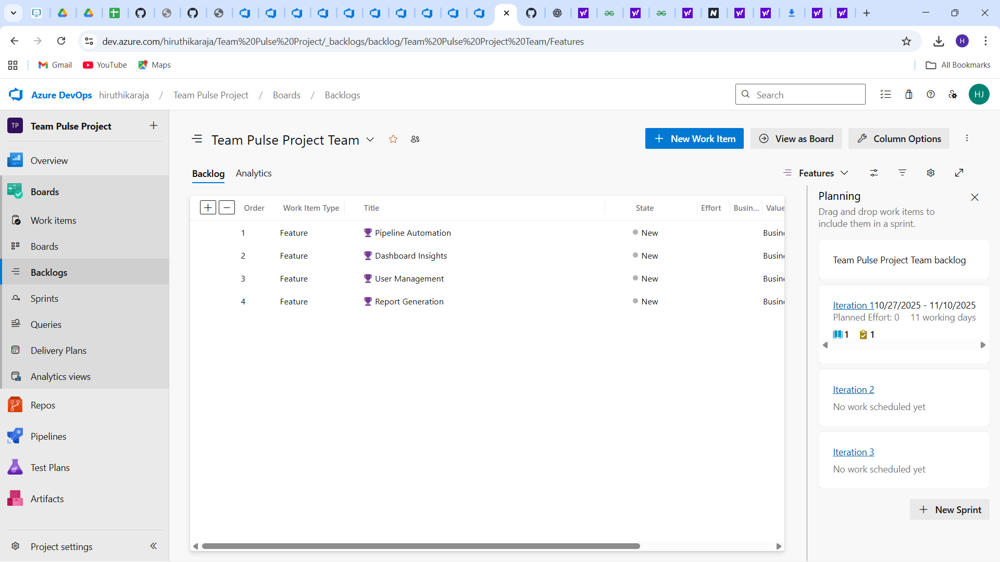 dev.azure.com/hiruthikaraja/Team%20Pulse%20Project/_backlogs/backlog/Team%20Pulse%20Project%20Team/Features
H
Gmail
YouTube
Maps
All Bookmarks
Azure DevOps hiruthikaraja / Team Pulse Project / Boards / Backlogs
Search
HJ
TP Team Pulse Project
Overview
Boards
Work items
Boards
Backlogs
Sprints
Queries
Delivery Plans
Analytics views
Repos
Pipelines
Test Plans
Artifacts
Project settings
Team Pulse Project Team
New Work Item
View as Board
Column Options
Backlog
Analytics
Features
Order Work Item Type Title State Effort Busin... Value
1 Feature Pipeline Automation New Busine
2 Feature Dashboard Insights New Busine
3 Feature User Management New Busine
4 Feature Report Generation New Busine
Planning
Drag and drop work items to
include them in a sprint.
Team Pulse Project Team backlog
Iteration 1 10/27/2025 - 11/10/2025
Planned Effort: 0 11 working days
1 1
Iteration 2
No work scheduled yet
Iteration 3
No work scheduled yet
New Sprint